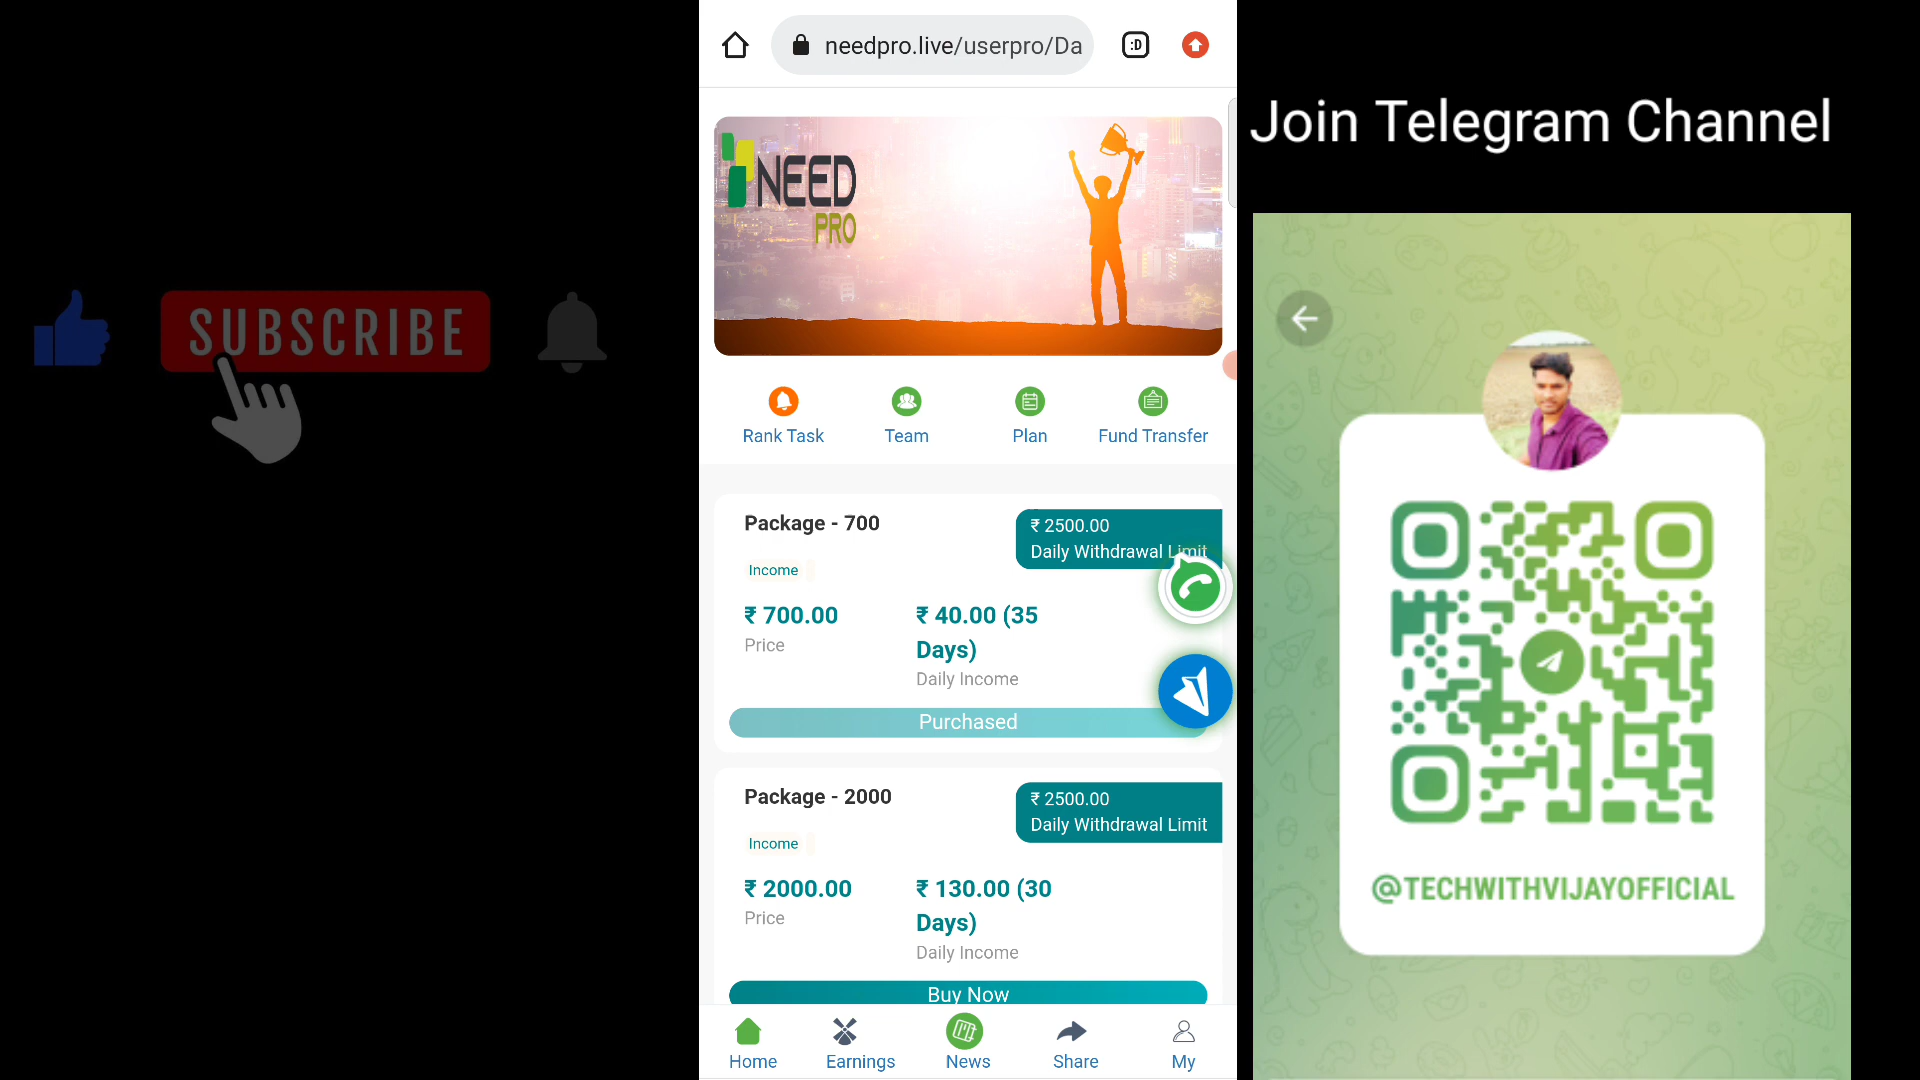 SUBSCRIBE
needpro.live/userpro/Da
:D
NEED
PRO
Rank Task
Team
Plan
Fund Transfer
Package - 700
₹ 2500.00
Daily Withdrawal Limit
Income
₹ 700.00
Price
₹ 40.00 (35
Days)
Daily Income
Purchased
Package - 2000
₹ 2500.00
Daily Withdrawal Limit
Income
₹ 2000.00
Price
₹ 130.00 (30
Days)
Daily Income
Buy Now
Home
Earnings
News
Share
My
Join Telegram Channel
@TECHWITHVIJAYOFFICIAL